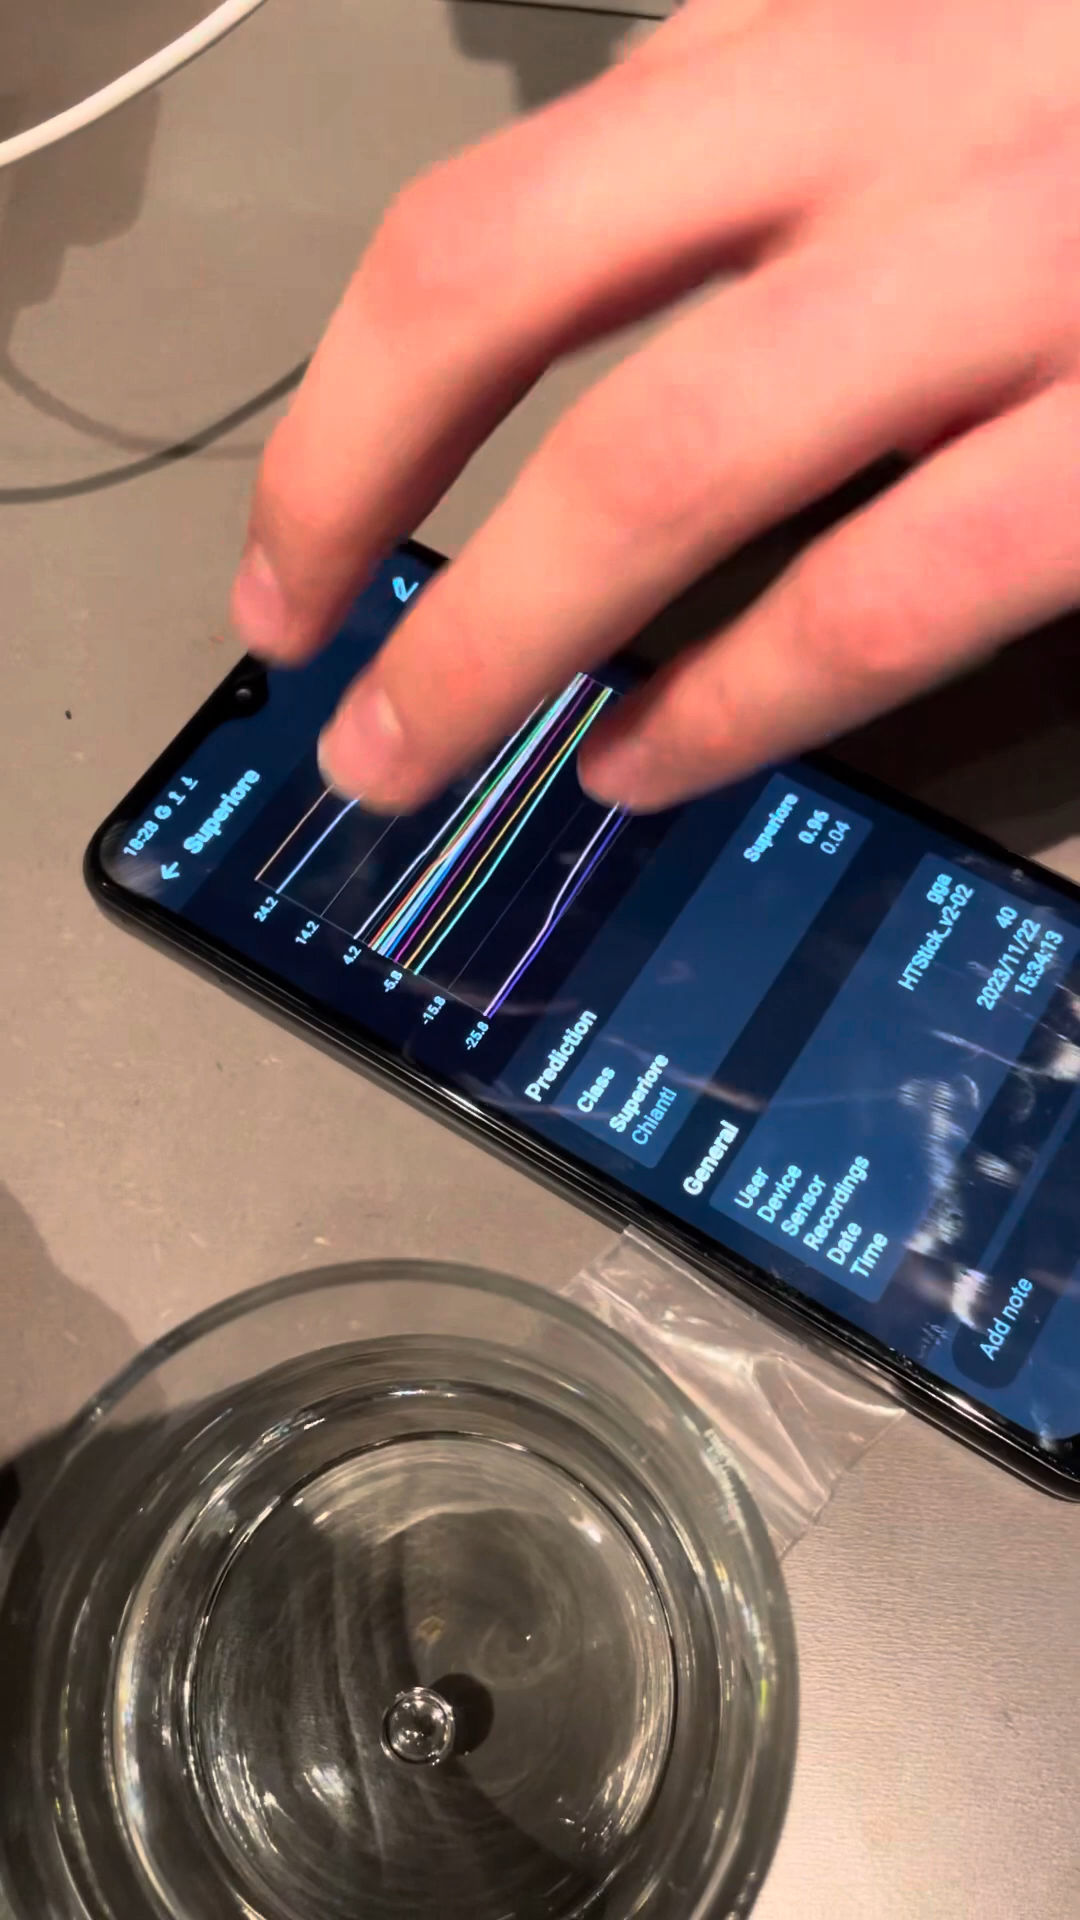 18:28 G
← Superiore
24.2
14.2
4.2
-5.8
-15.8
-25.8
Prediction
Class Superiore
Superiore 0.96
Chianti 0.04
General
User gga
Device HTStick_v2-02
Sensor
Recordings 40
Date 2023/11/22
Time 15:34:13
Add note